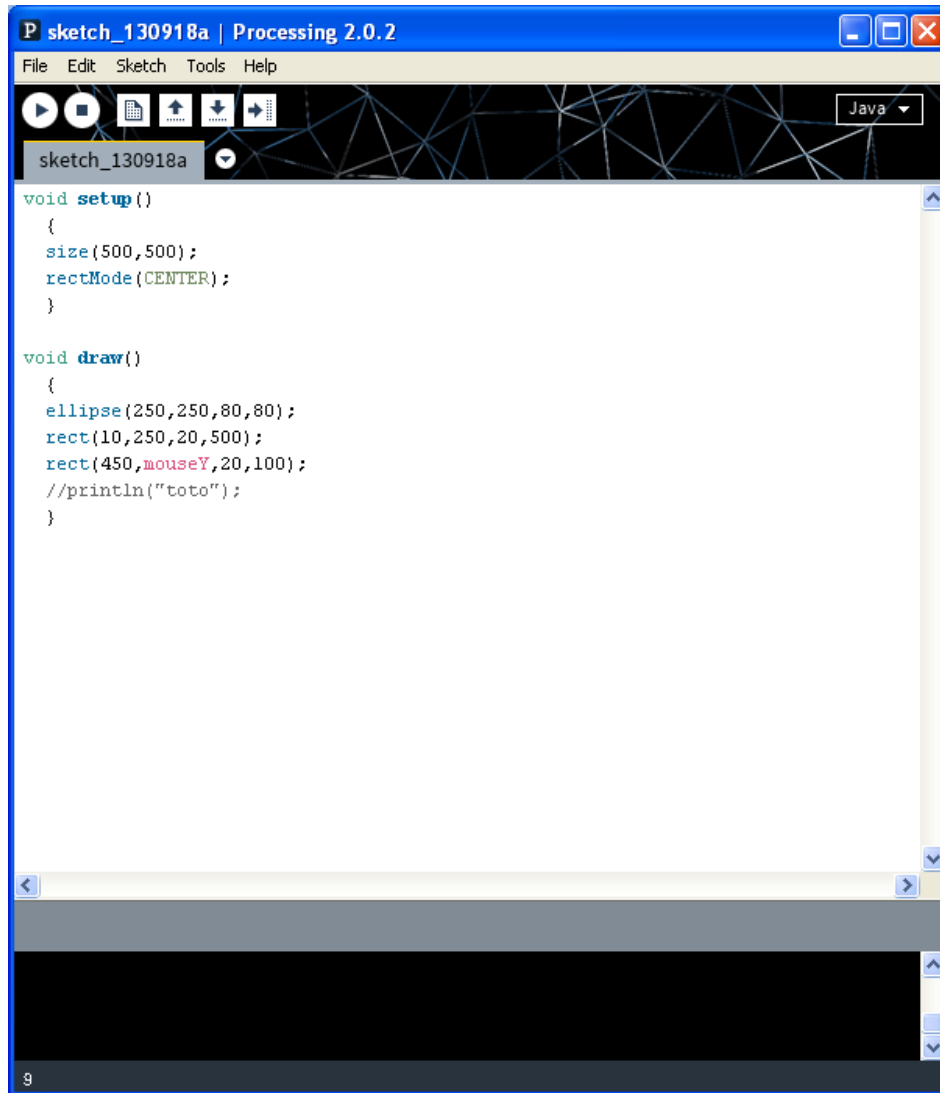 sketch_130918a | Processing 2.0.2
File Edit Sketch Tools Help
Java
sketch_130918a
void setup()
{
size(500,500);
rectMode(CENTER);
}
void draw()
{
ellipse(250,250,80,80);
rect(10,250,20,500);
rect(450,mouseY,20,100);
//println("toto");
}
9